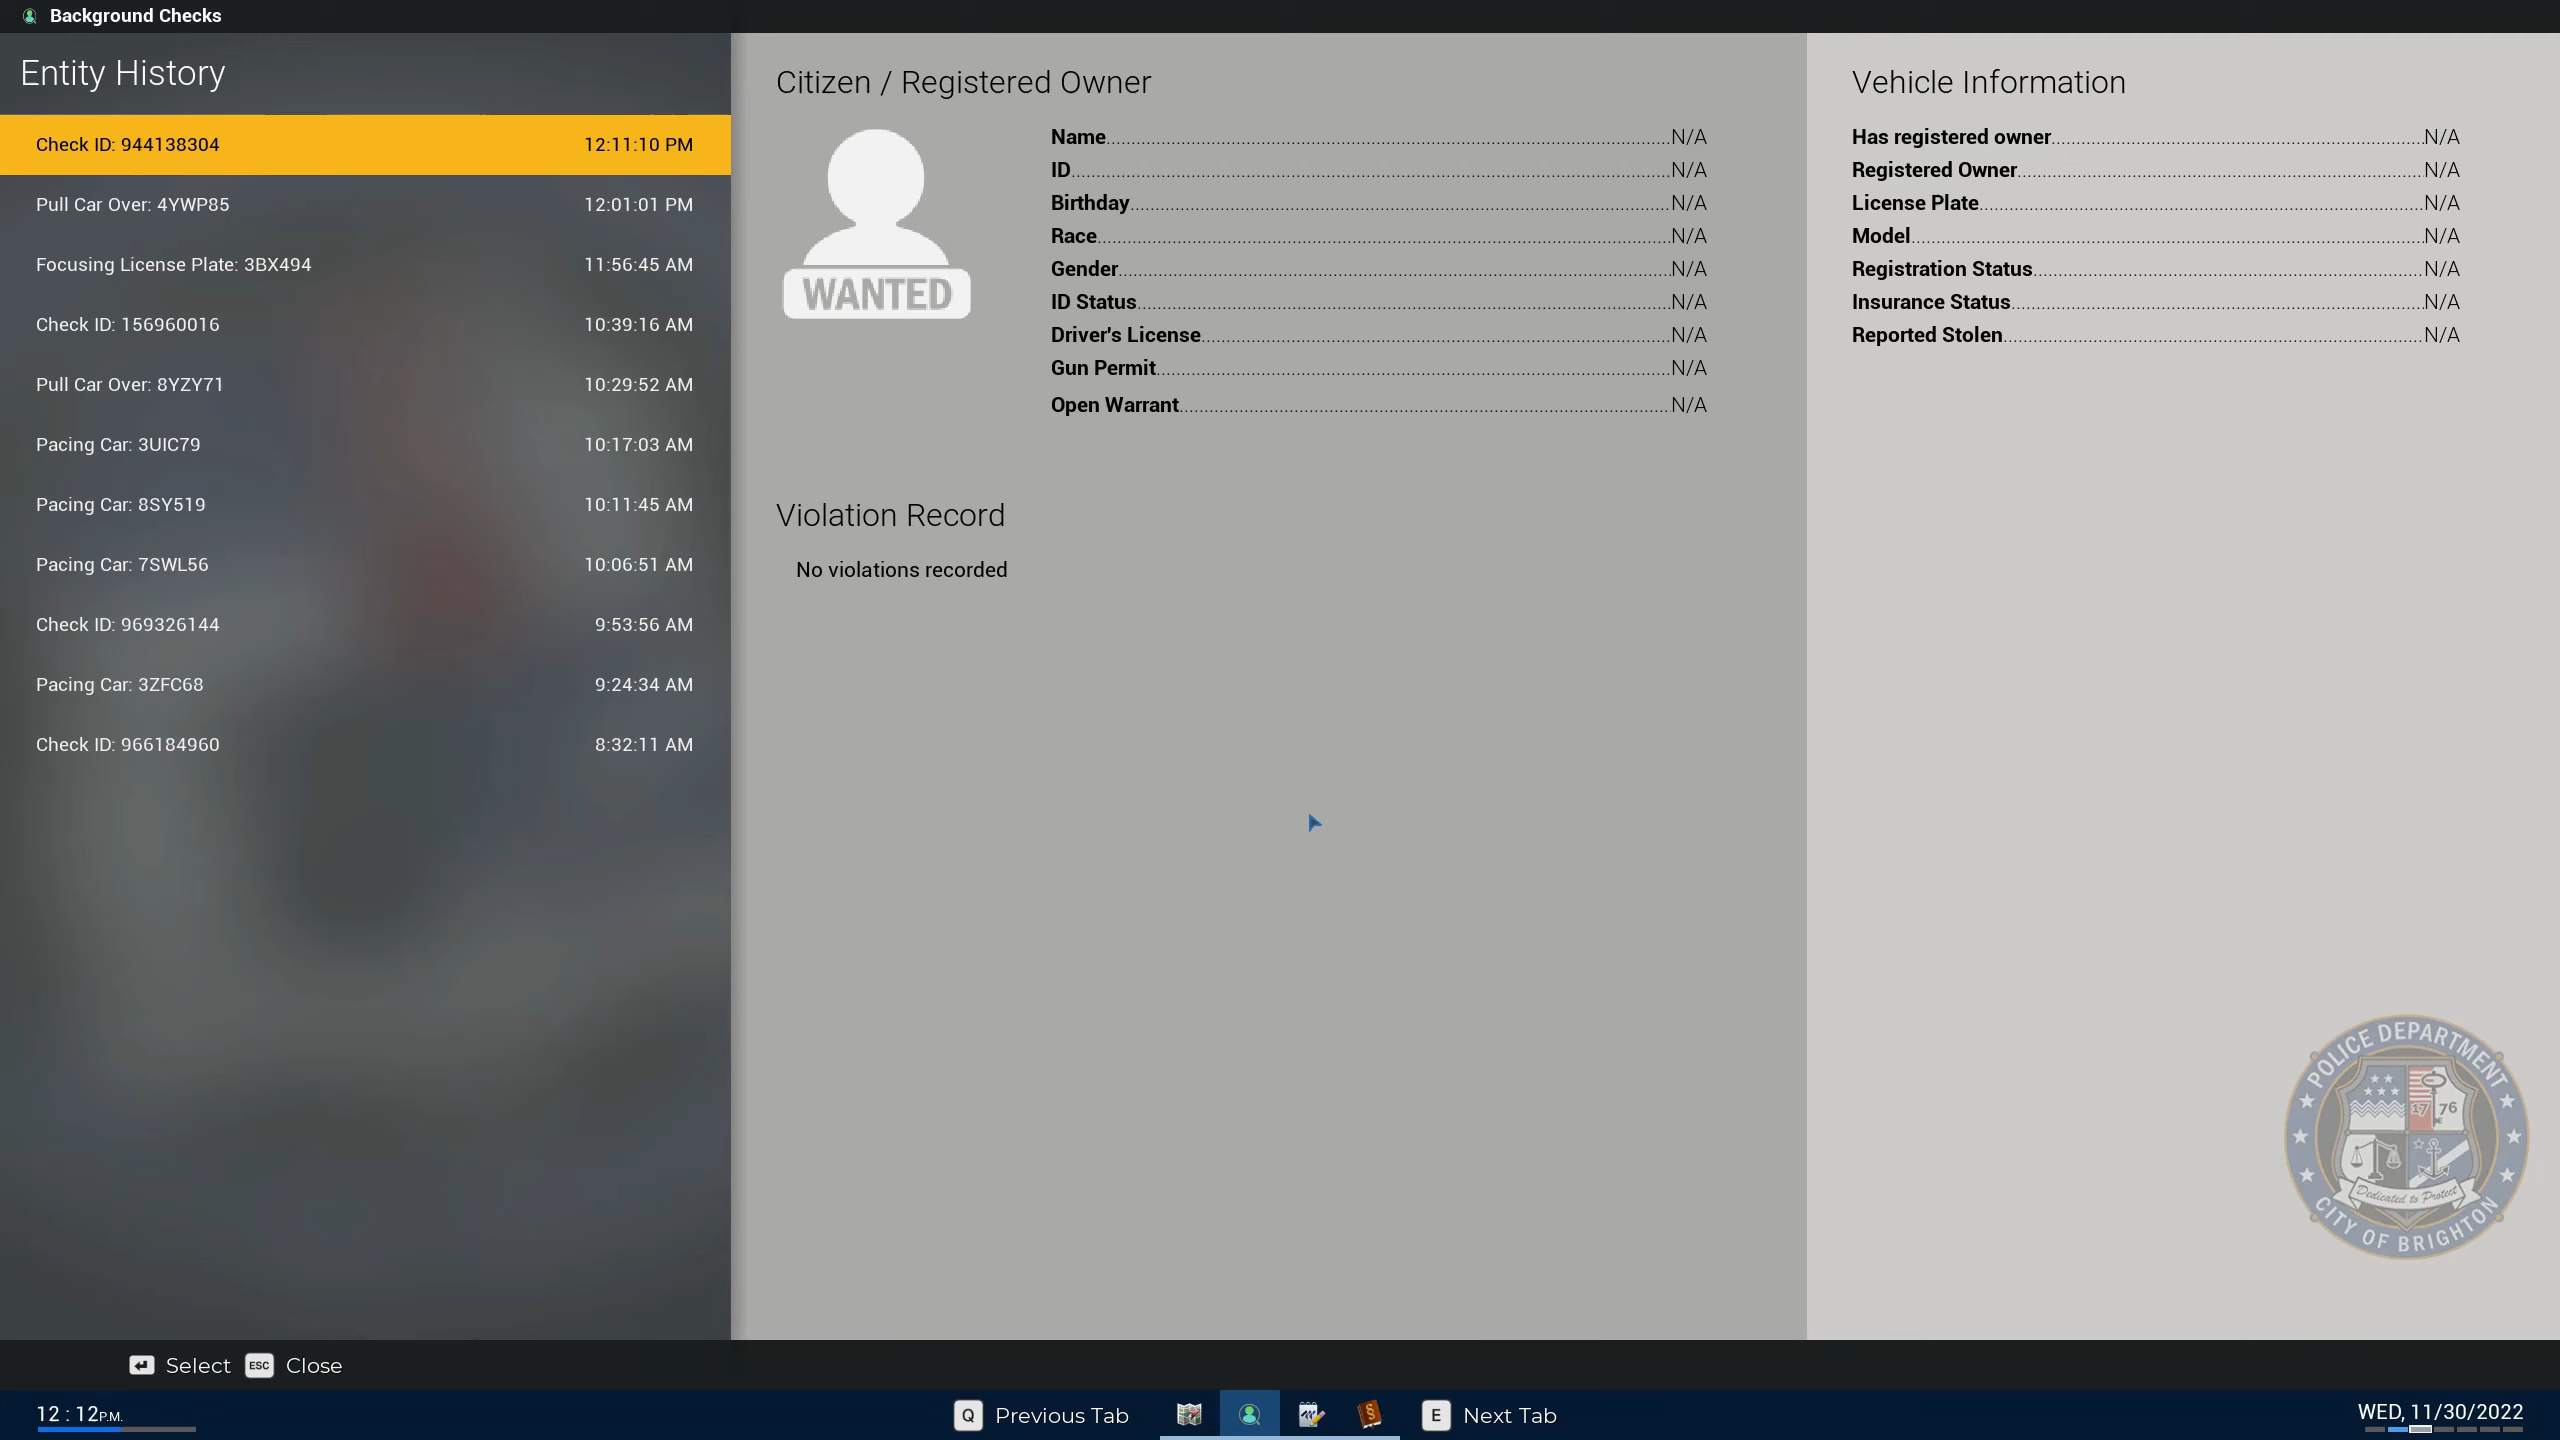 Background Checks
Entity History
Check ID: 944138304 12:11:10 PM
Pull Car Over: 4YWP85 12:01:01 PM
Focusing License Plate: 3BX494 11:56:45 AM
Check ID: 156960016 10:39:16 AM
Pull Car Over: 8YZY71 10:29:52 AM
Pacing Car: 3UIC79 10:17:03 AM
Pacing Car: 8SY519 10:11:45 AM
Pacing Car: 7SWL56 10:06:51 AM
Check ID: 969326144 9:53:56 AM
Pacing Car: 3ZFC68 9:24:34 AM
Check ID: 966184960 8:32:11 AM
Citizen / Registered Owner
WANTED
Name N/A
ID N/A
Birthday N/A
Race N/A
Gender N/A
ID Status N/A
Driver's License N/A
Gun Permit N/A
Open Warrant N/A
Violation Record
No violations recorded
Vehicle Information
Has registered owner N/A
Registered Owner N/A
License Plate N/A
Model N/A
Registration Status N/A
Insurance Status N/A
Reported Stolen N/A
POLICE DEPARTMENT
17 76
Dedicated to Protect
CITY OF BRIGHTON
Select ESC Close
12 : 12 P.M.
Q Previous Tab E Next Tab
WED, 11/30/2022